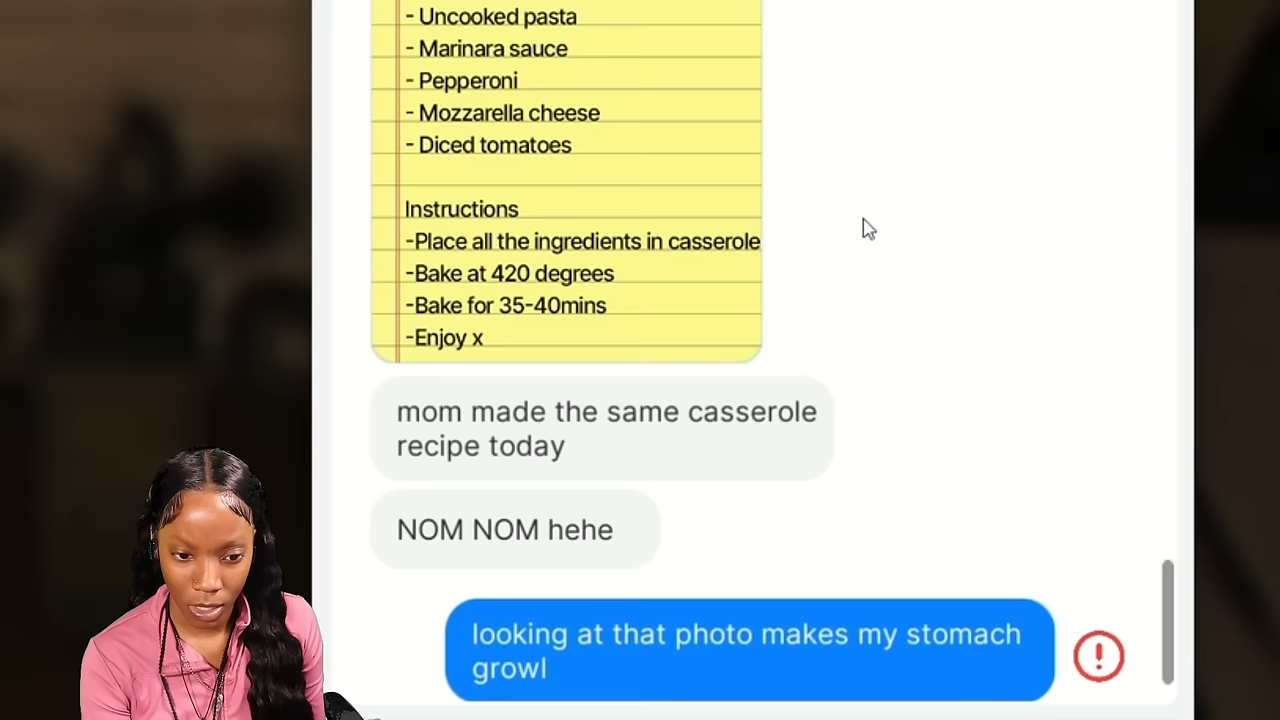 - Uncooked pasta
- Marinara sauce
- Pepperoni
- Mozzarella cheese
- Diced tomatoes
Instructions
-Place all the ingredients in casserole
-Bake at 420 degrees
-Bake for 35-40mins
-Enjoy x
mom made the same casserole
recipe today
NOM NOM hehe
looking at that photo makes my stomach
growl